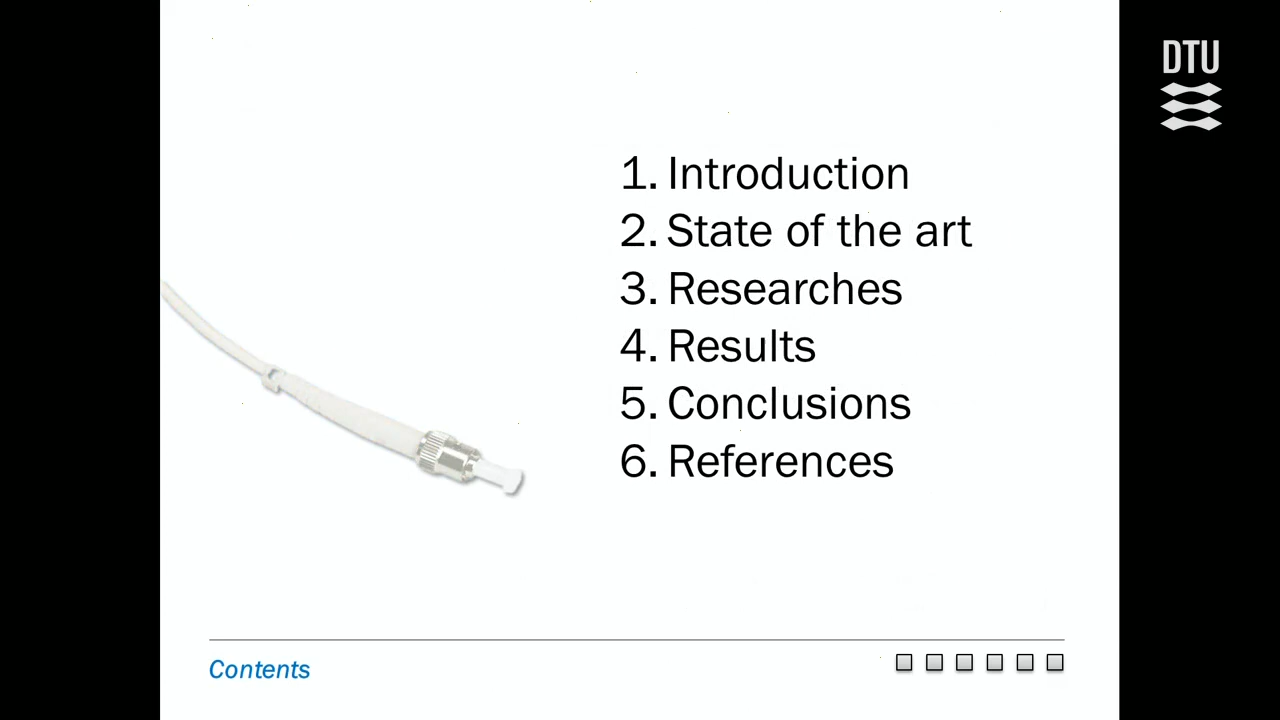 DTU
1. Introduction
2. State of the art
3. Researches
4. Results
5. Conclusions
6. References
Contents